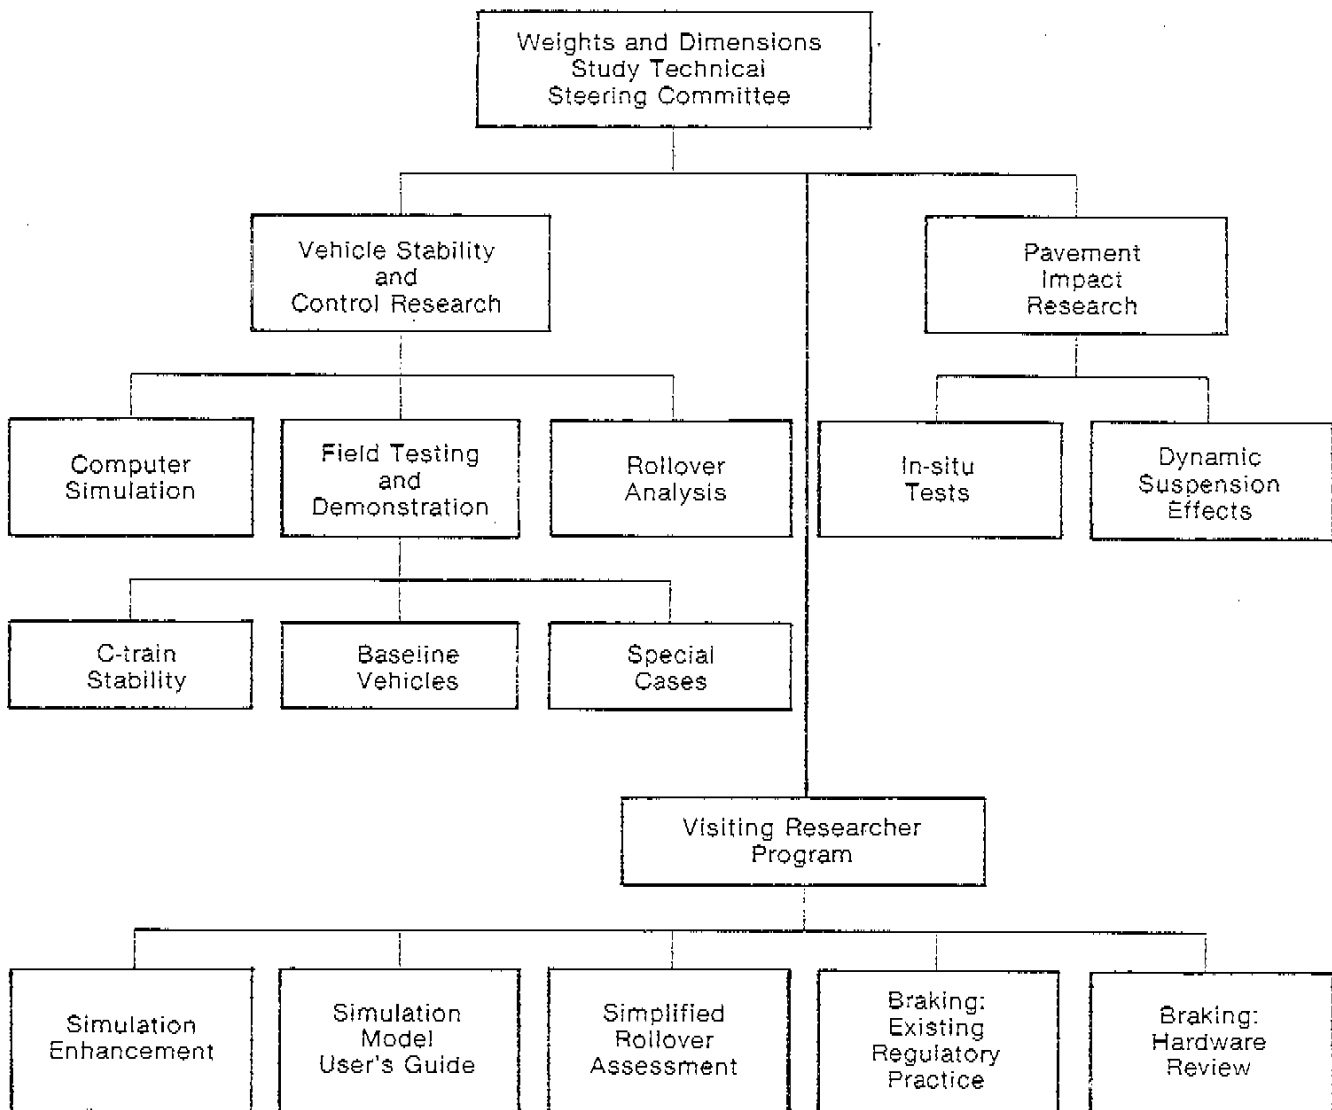 Weights and Dimensions
Study Technical
Steering Committee
Vehicle Stability
and
Control Research
Pavement
Impact
Research
Computer
Simulation
Field Testing
and
Demonstration
Rollover
Analysis
In-situ
Tests
Dynamic
Suspension
Effects
C-train
Stability
Baseline
Vehicles
Special
Cases
Visiting Researcher
Program
Simulation
Enhancement
Simulation
Model
User's Guide
Simplified
Rollover
Assessment
Braking:
Existing
Regulatory
Practice
Braking:
Hardware
Review